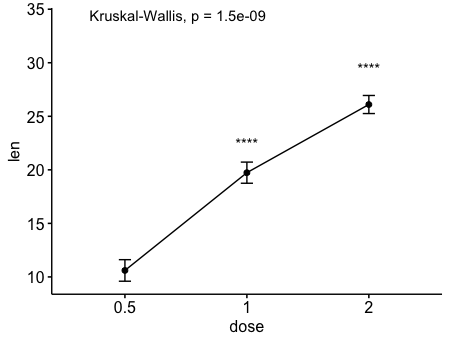 Kruskal-Wallis, p = 1.5e-09
35
30
25
20
15
10
len
****
****
0.5 1 2
dose